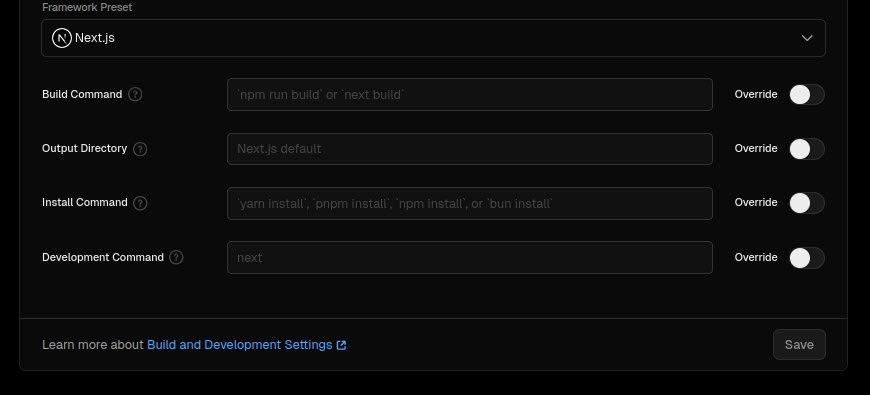 Framework Preset
N Next.js
Build Command ? `npm run build` or `next build` Override
Output Directory ? Next.js default Override
Install Command ? `yarn install`, `pnpm install`, `npm install`, or `bun install` Override
Development Command ? next Override
Learn more about Build and Development Settings Save